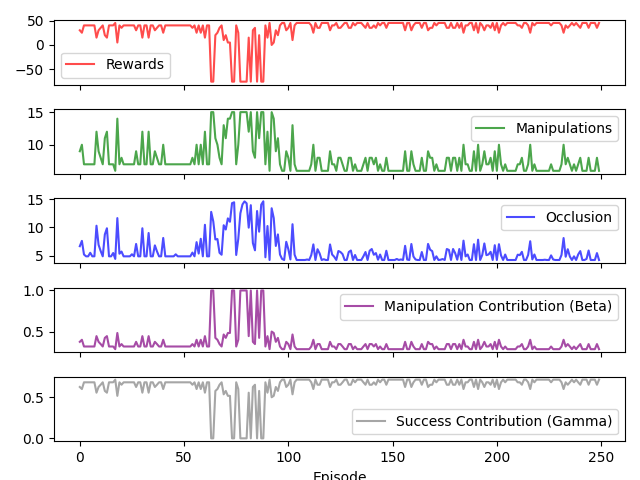 50
0
−50
Rewards
15
10
Manipulations
15
10
5
Occlusion
1.0
0.5
Manipulation Contribution (Beta)
0.5
0.0
Success Contribution (Gamma)
0 50 100 150 200 250
Episode